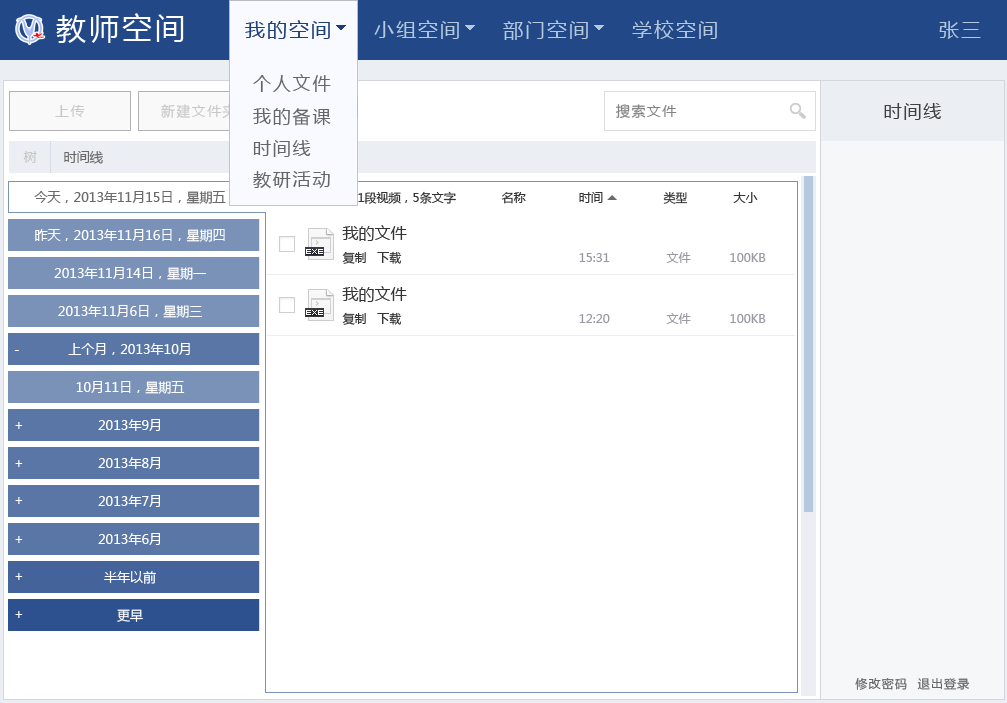 教师空间
我的空间
小组空间
部门空间
学校空间
张三
个人文件
我的备课
时间线
教研活动
上传
新建文件夹
搜索文件
时间线
树
时间线
今天，2013年11月15日，星期五
1段视频，5条文字
名称
时间
类型
大小
昨天，2013年11月16日，星期四
2013年11月14日，星期一
2013年11月6日，星期三
- 上个月，2013年10月
10月11日，星期五
+ 2013年9月
+ 2013年8月
+ 2013年7月
+ 2013年6月
+ 半年以前
+ 更早
EXE
我的文件
复制 下载
15:31
文件
100KB
EXE
我的文件
复制 下载
12:20
文件
100KB
修改密码 退出登录